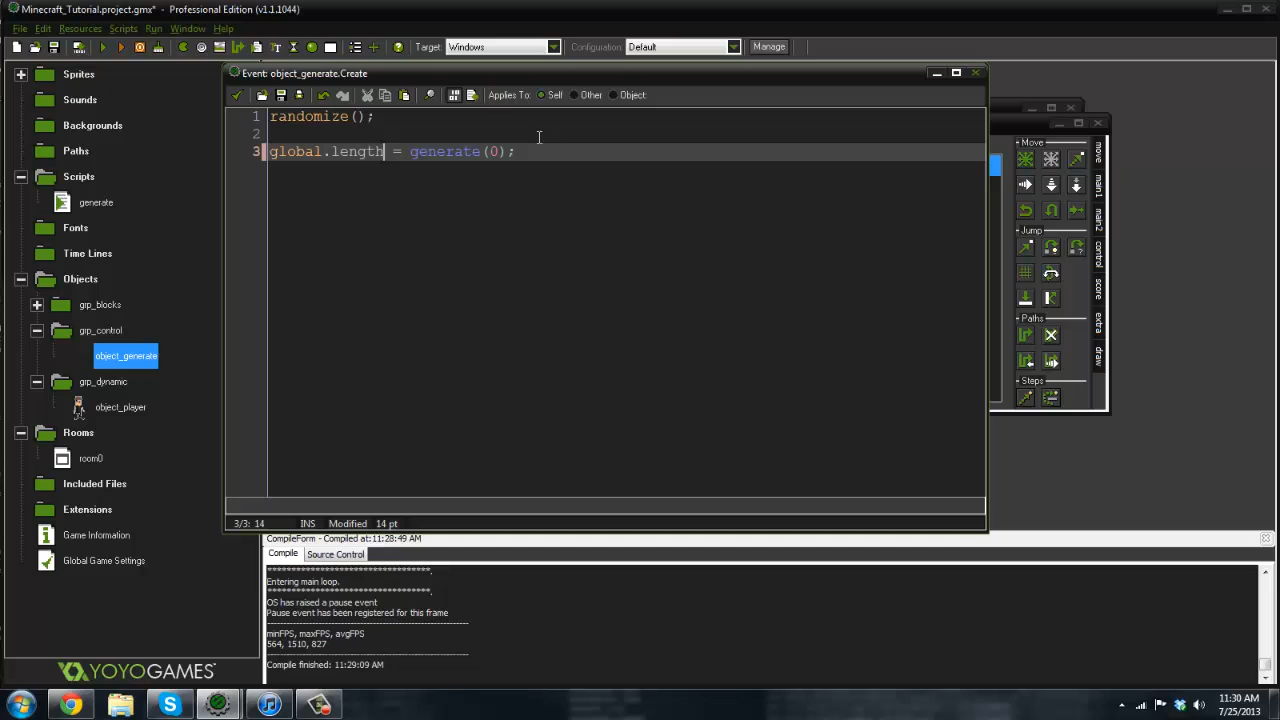 Minecraft_Tutorial.project.gmx* - Professional Edition (v1.1.1044)
File Edit Resources Scripts Run Window Help
Target: Windows Configuration: Default Manage
Sprites
Sounds
Backgrounds
Paths
Scripts
generate
Fonts
Time Lines
Objects
grp_blocks
grp_control
object_generate
grp_dynamic
object_player
Rooms
room0
Included Files
Extensions
Game Information
Global Game Settings
YOYOGAMES
Event: object_generate.Create
Applies To: Self Other Object:
1 randomize();
2
3 global.length = generate(0);
3/3: 14 INS Modified 14 pt
Move
Jump
Paths
Steps
move
main1
main2
control
score
extra
draw
CompileForm - Compiled at:11:28:49 AM
Compile Source Control
***********************************.
Entering main loop.
***********************************.
OS has raised a pause event
Pause event has been registered for this frame
minFPS, maxFPS, avgFPS
564, 1510, 827
Compile finished: 11:29:09 AM
11:30 AM
7/25/2013